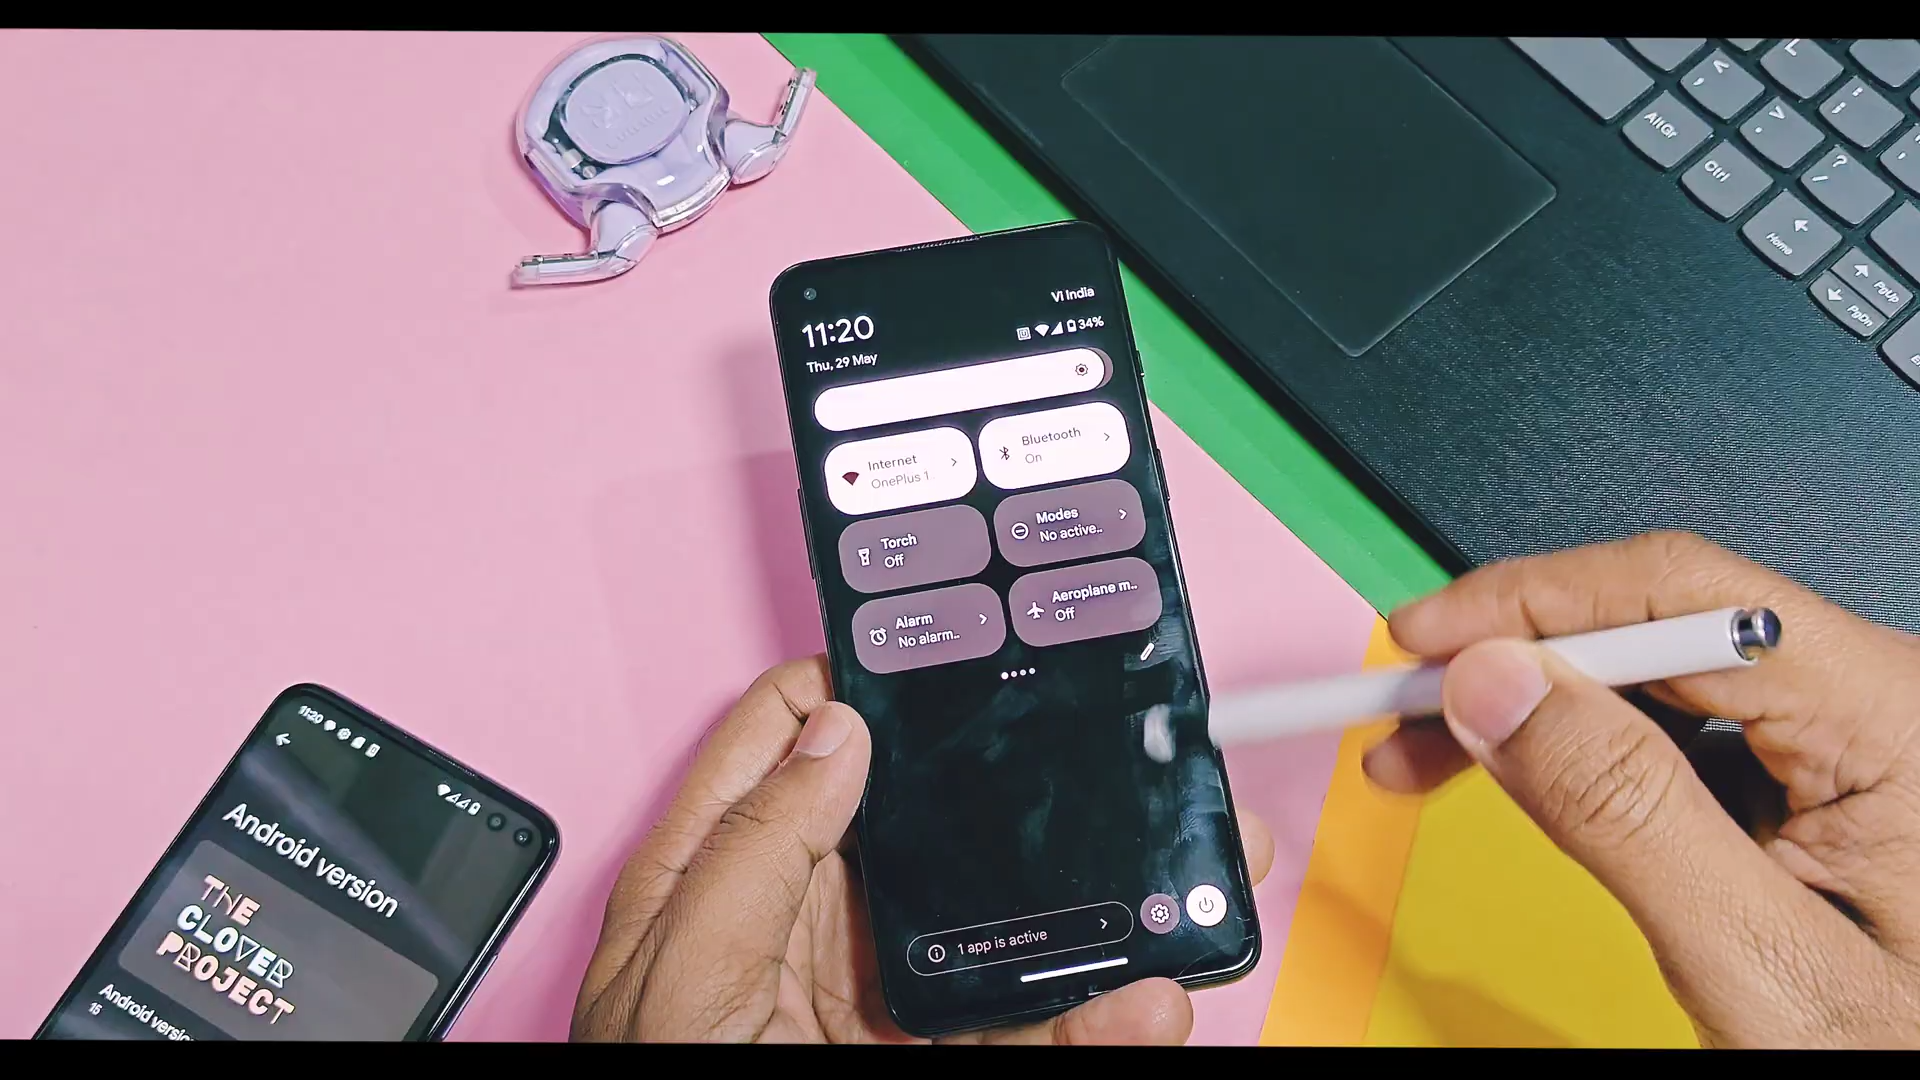 L
<
,
:
;
AltGr
>
.
Ctrl
?
/
Home
PgUp
PgDn
Vi India
11:20
34%
Thu, 29 May
Internet
OnePlus 1
Bluetooth
On
Torch
Off
Modes
No active..
Alarm
No alarm..
Aeroplane m..
Off
1 app is active
11:20
Android version
THE
CLOVER
PROJECT
Android versio
15